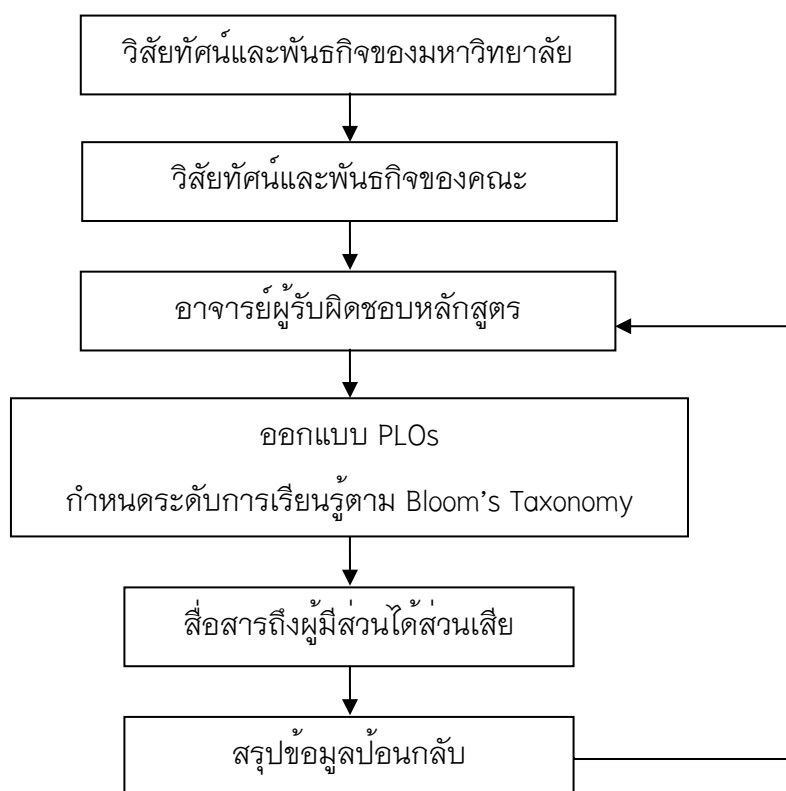 วิสัยทัศน์และพันธกิจของมหาวิทยาลัย
วิสัยทัศน์และพันธกิจของคณะ
อาจารย์ผู้รับผิดชอบหลักสูตร
ออกแบบ PLOs
กำหนดระดับการเรียนรู้ตาม Bloom’s Taxonomy
สื่อสารถึงผู้มีส่วนได้ส่วนเสีย
สรุปข้อมูลป้อนกลับ